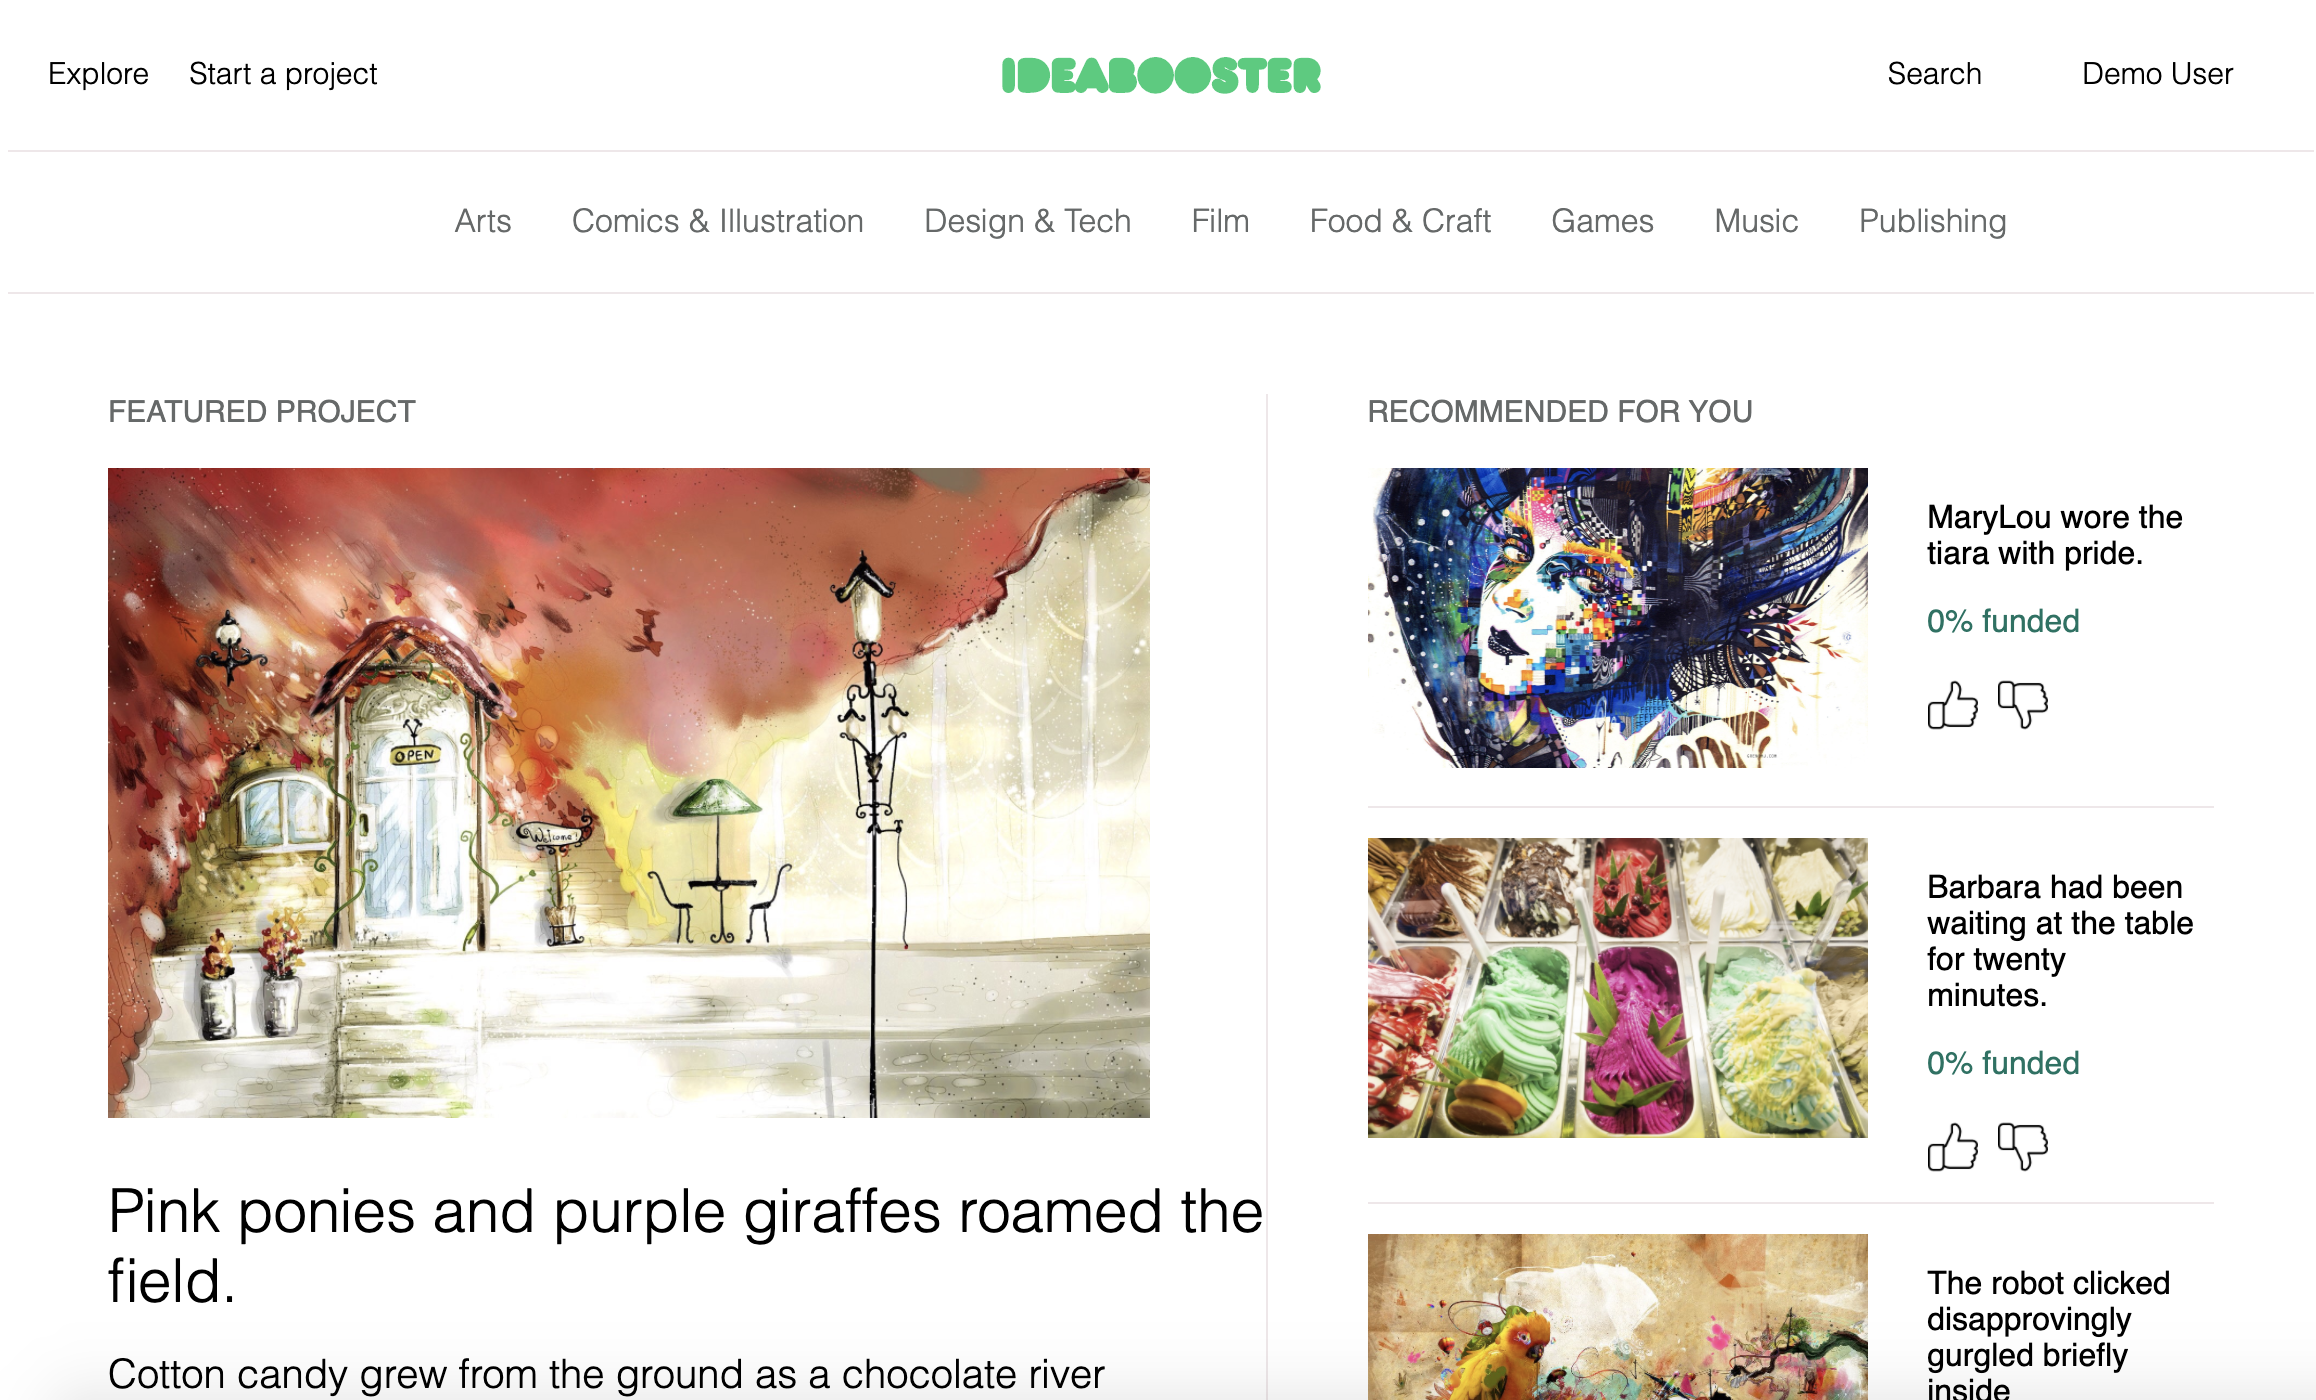 Explore Start a project IDEABOOSTER Search Demo User
Arts Comics & Illustration Design & Tech Film Food & Craft Games Music Publishing
FEATURED PROJECT
OPEN
Welcome!
Pink ponies and purple giraffes roamed the
field.
Cotton candy grew from the ground as a chocolate river
RECOMMENDED FOR YOU
MaryLou wore the
tiara with pride.
0% funded
Barbara had been
waiting at the table
for twenty
minutes.
0% funded
The robot clicked
disapprovingly
gurgled briefly
inside